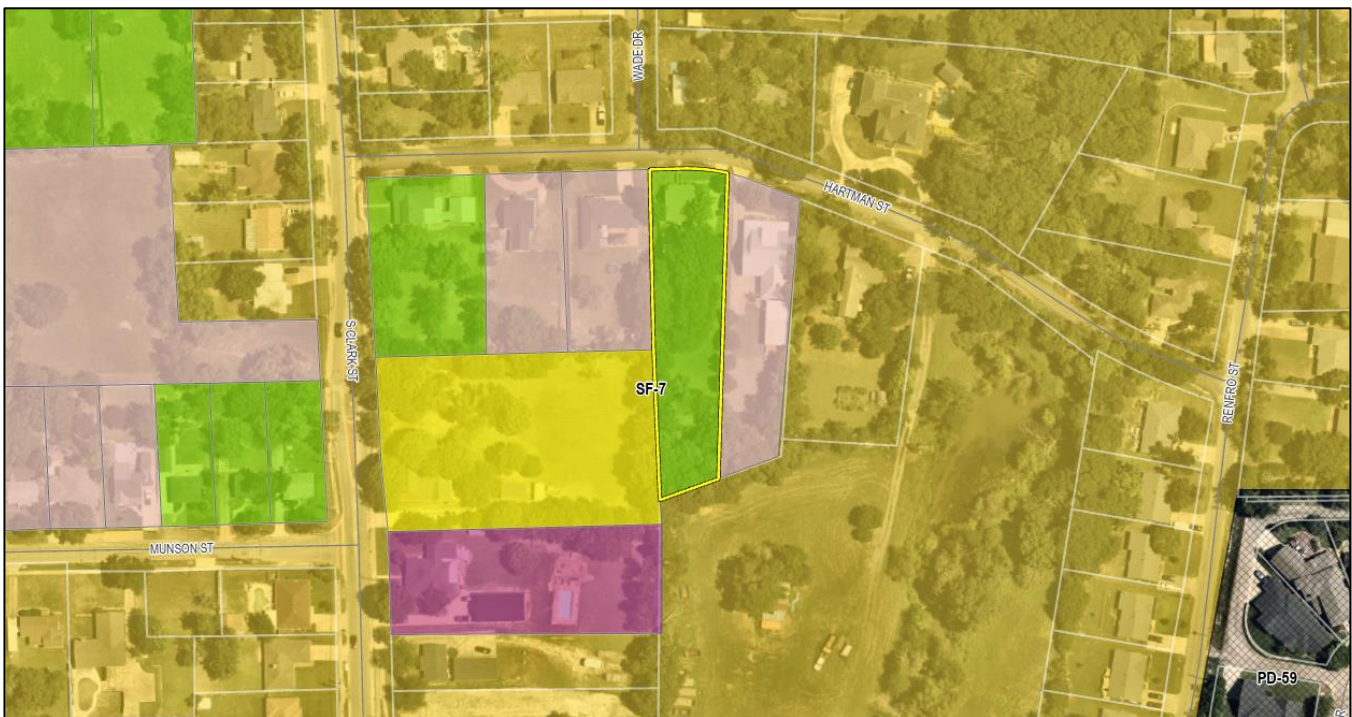 WADE DR
HARTMAN ST
S CLARK ST
SF-7
RENFRO ST
MUNSON ST
PD-59